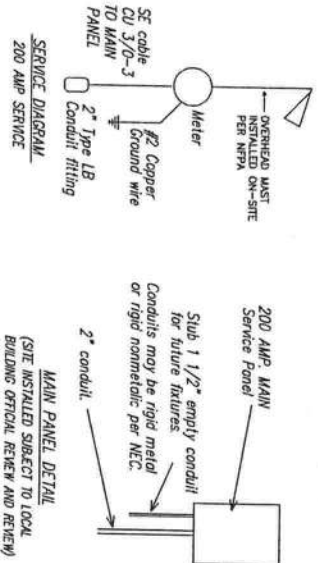 OVERHEAD MAST
INSTALLED ON-SITE
PER NFPA
Meter
#2 Copper
Ground wire
SE cable
CU 3/0-3
TO MAIN
PANEL
2" Type LB
Conduit fitting
SERVICE DIAGRAM
200 AMP SERVICE
200 AMP. MAIN
Service Panel
Stub 1 1/2" empty conduit
for future fixtures.
Conduits may be rigid metal
or rigid nonmetalic per NEC.
2" conduit.
MAIN PANEL DETAIL
(SITE INSTALLED SUBJECT TO LOCAL
BUILDING OFFICAL REVIEW AND REVIEW)